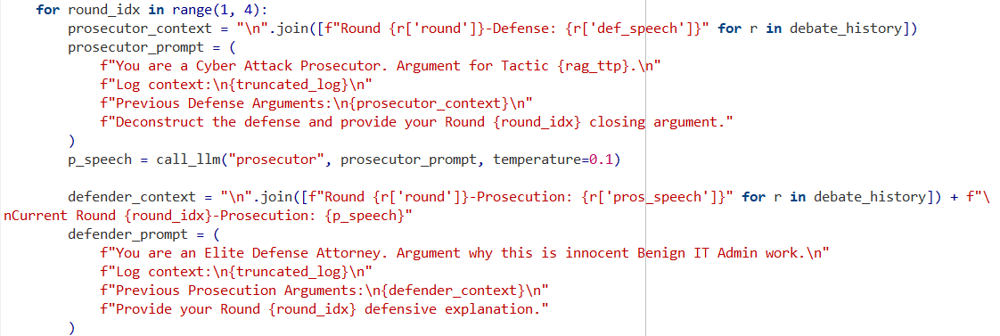 for round_idx in range(1, 4):
prosecutor_context = "\n".join([f"Round {r['round']}-Defense: {r['def_speech']}" for r in debate_history])
prosecutor_prompt = (
f"You are a Cyber Attack Prosecutor. Argument for Tactic {rag_ttp}.\n"
f"Log context:\n{truncated_log}\n"
f"Previous Defense Arguments:\n{prosecutor_context}\n"
f"Deconstruct the defense and provide your Round {round_idx} closing argument."
)
p_speech = call_llm("prosecutor", prosecutor_prompt, temperature=0.1)
defender_context = "\n".join([f"Round {r['round']}-Prosecution: {r['pros_speech']}" for r in debate_history]) + f"\
nCurrent Round {round_idx}-Prosecution: {p_speech}"
defender_prompt = (
f"You are an Elite Defense Attorney. Argument why this is innocent Benign IT Admin work.\n"
f"Log context:\n{truncated_log}\n"
f"Previous Prosecution Arguments:\n{defender_context}\n"
f"Provide your Round {round_idx} defensive explanation."
)